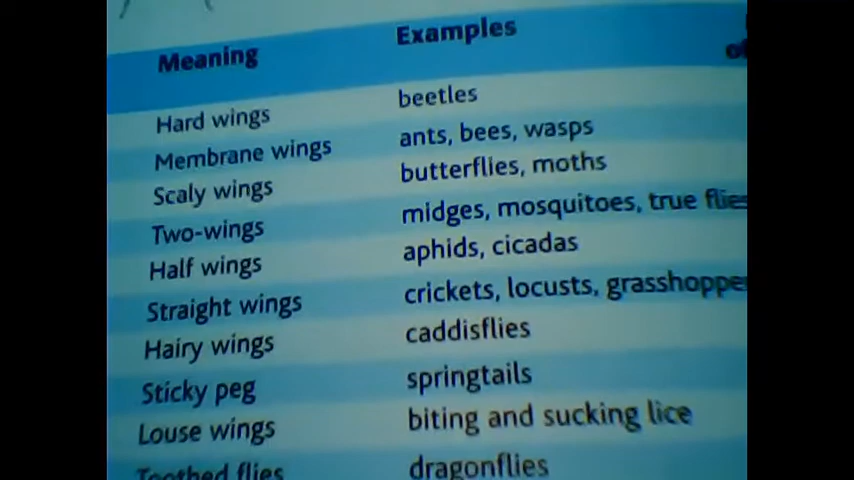 Meaning Examples
Hard wings beetles
Membrane wings ants, bees, wasps
Scaly wings butterflies, moths
Two-wings midges, mosquitoes, true flies
Half wings aphids, cicadas
Straight wings crickets, locusts,
Hairy wings caddisflies
Sticky peg springtails
Louse wings biting and sucking lice
Toothed flies dragonflies